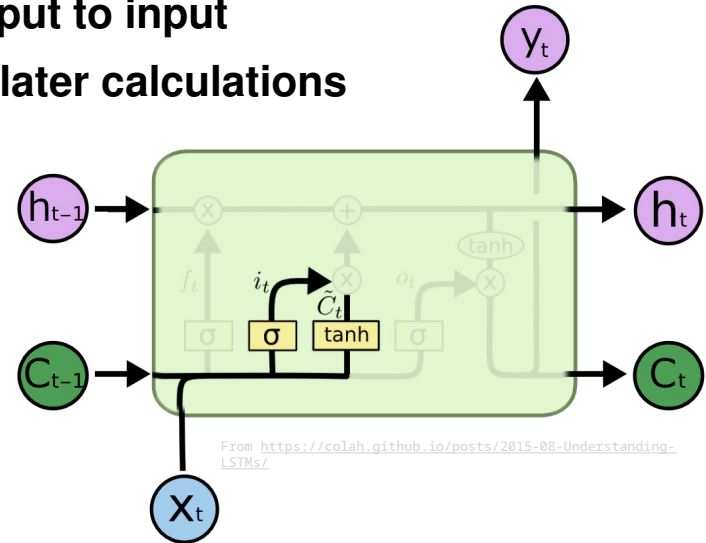 put to input
later calculations
yₜ
hₜ₋₁
hₜ
tanh
fₜ
iₜ
C̃ₜ
oₜ
σ
σ
tanh
σ
Cₜ₋₁
Cₜ
From https://colah.github.io/posts/2015-08-Understanding-
LSTMs/
xₜ